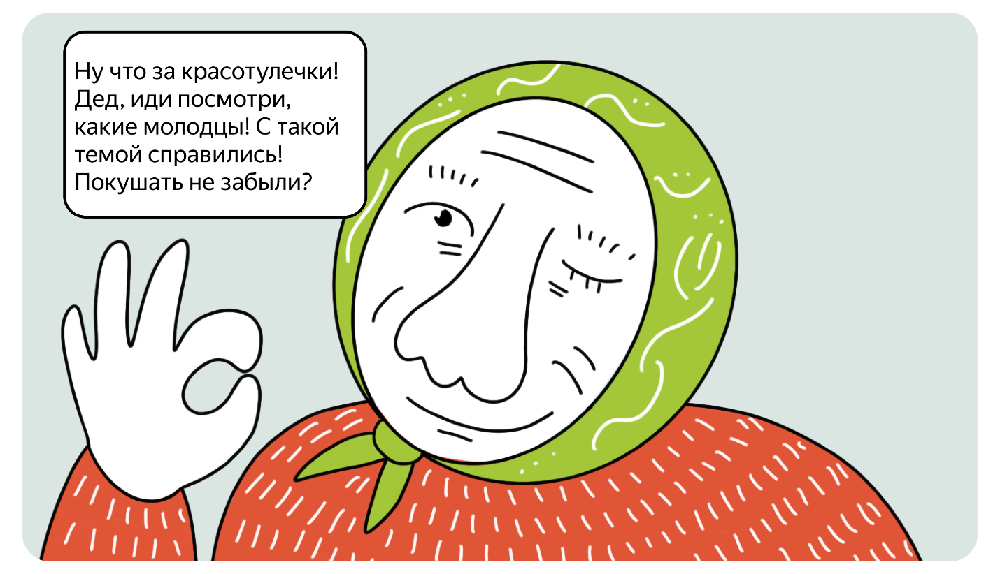 Ну что за красотулечки!
Дед, иди посмотри,
какие молодцы! С такой
темой справились!
Покушать не забыли?